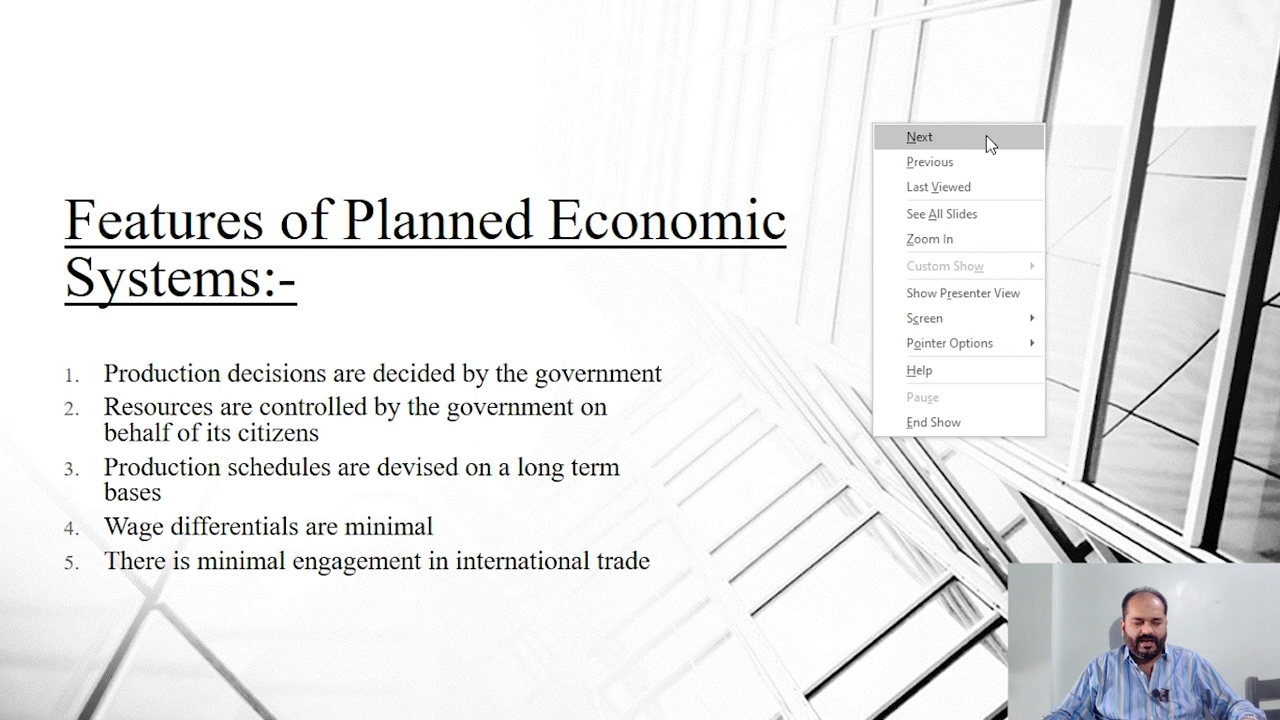 Features of Planned Economic
Systems:-
1. Production decisions are decided by the government
2. Resources are controlled by the government on
behalf of its citizens
3. Production schedules are devised on a long term
bases
4. Wage differentials are minimal
5. There is minimal engagement in international trade
Next
Previous
Last Viewed
See All Slides
Zoom In
Custom Show
Show Presenter View
Screen
Pointer Options
Help
Pause
End Show